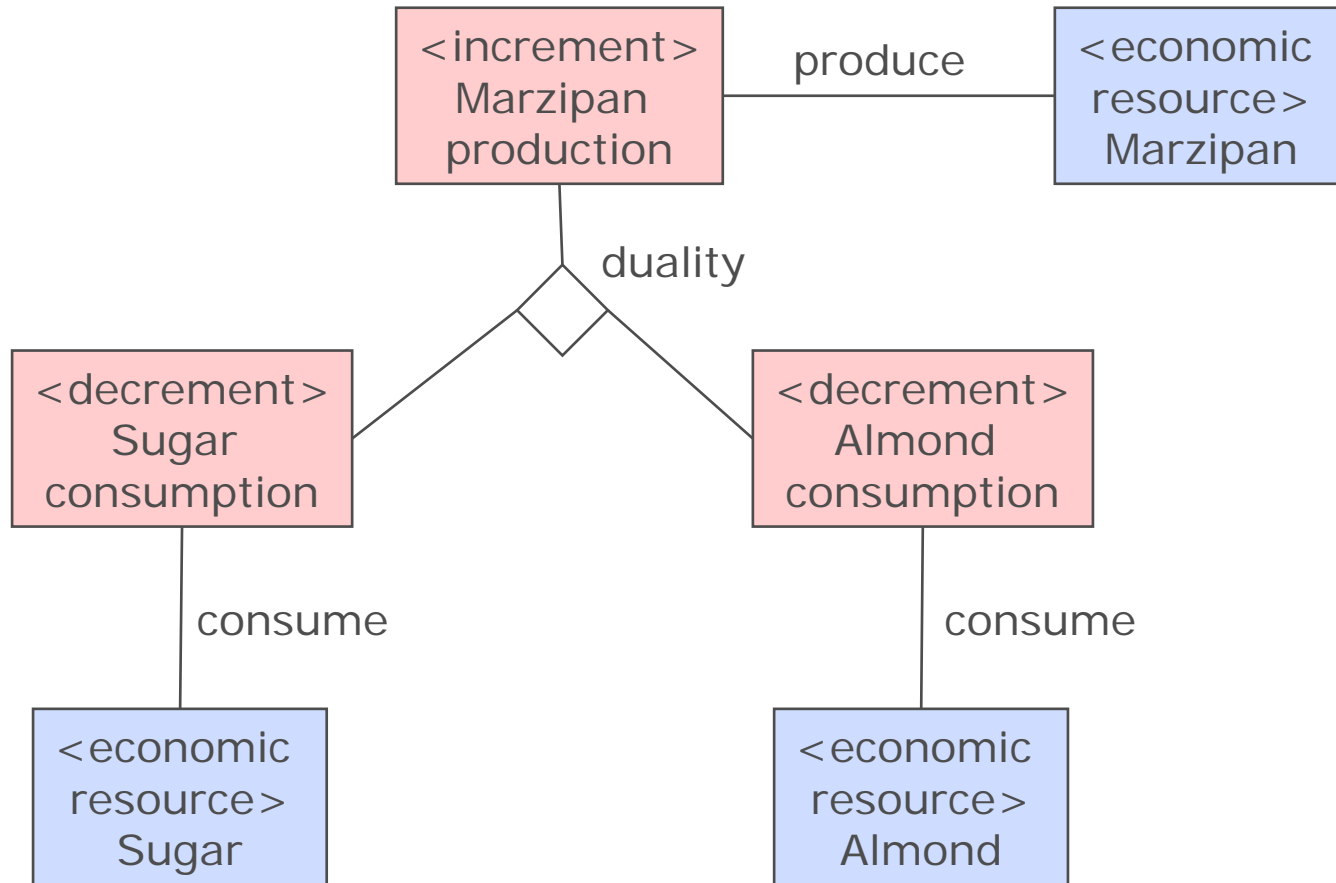 <increment>
Marzipan
production
produce
<economic
resource>
Marzipan
duality
<decrement>
Sugar
consumption
<decrement>
Almond
consumption
consume
consume
<economic
resource>
Sugar
<economic
resource>
Almond